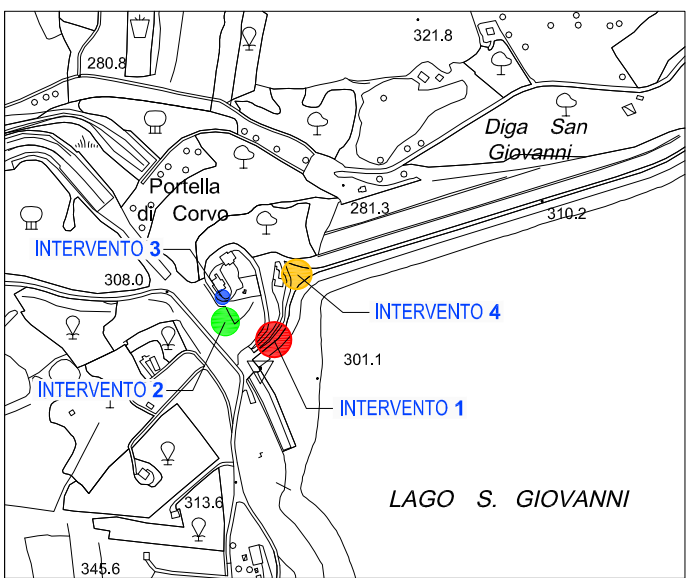 321.8
280.8
Diga San
Giovanni
Portella
di Corvo
281.3
310.2
INTERVENTO 3
308.0
INTERVENTO 4
301.1
INTERVENTO 2
INTERVENTO 1
LAGO S. GIOVANNI
313.6
345.6